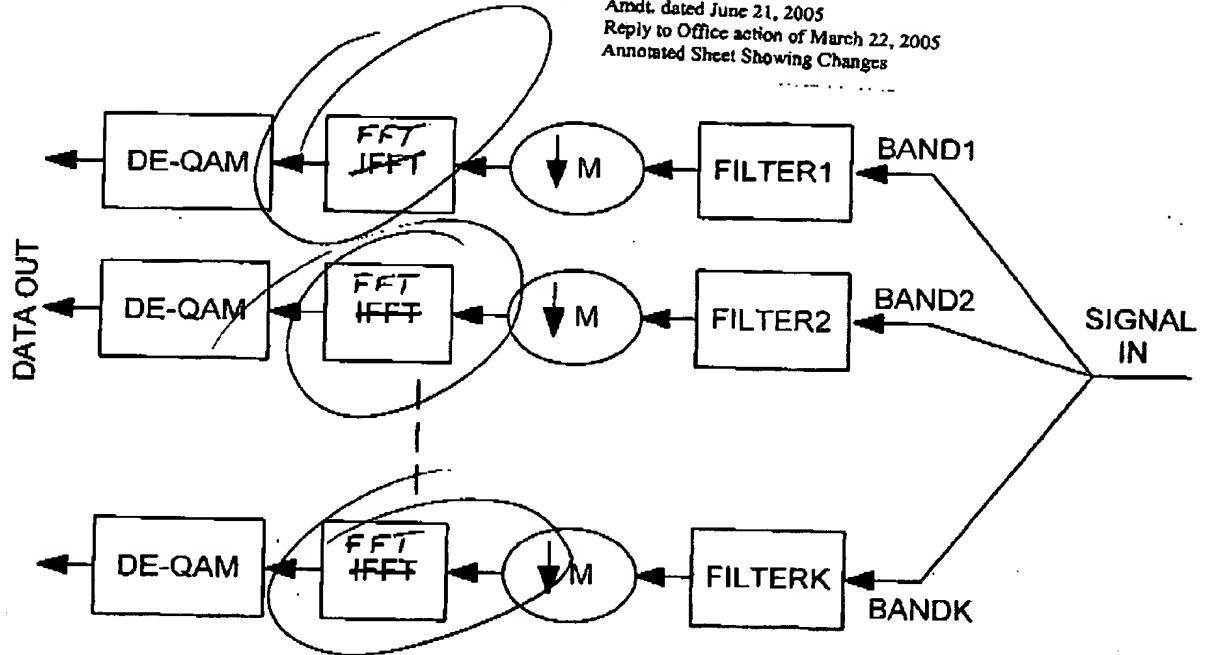 Amdt. dated June 21, 2005
Reply to Office action of March 22, 2005
Annotated Sheet Showing Changes
DE-QAM FFT IFFT M FILTER1 BAND1
DE-QAM FFT IFFT M FILTER2 BAND2
DATA OUT
SIGNAL
IN
DE-QAM FFT IFFT M FILTERK
BANDK